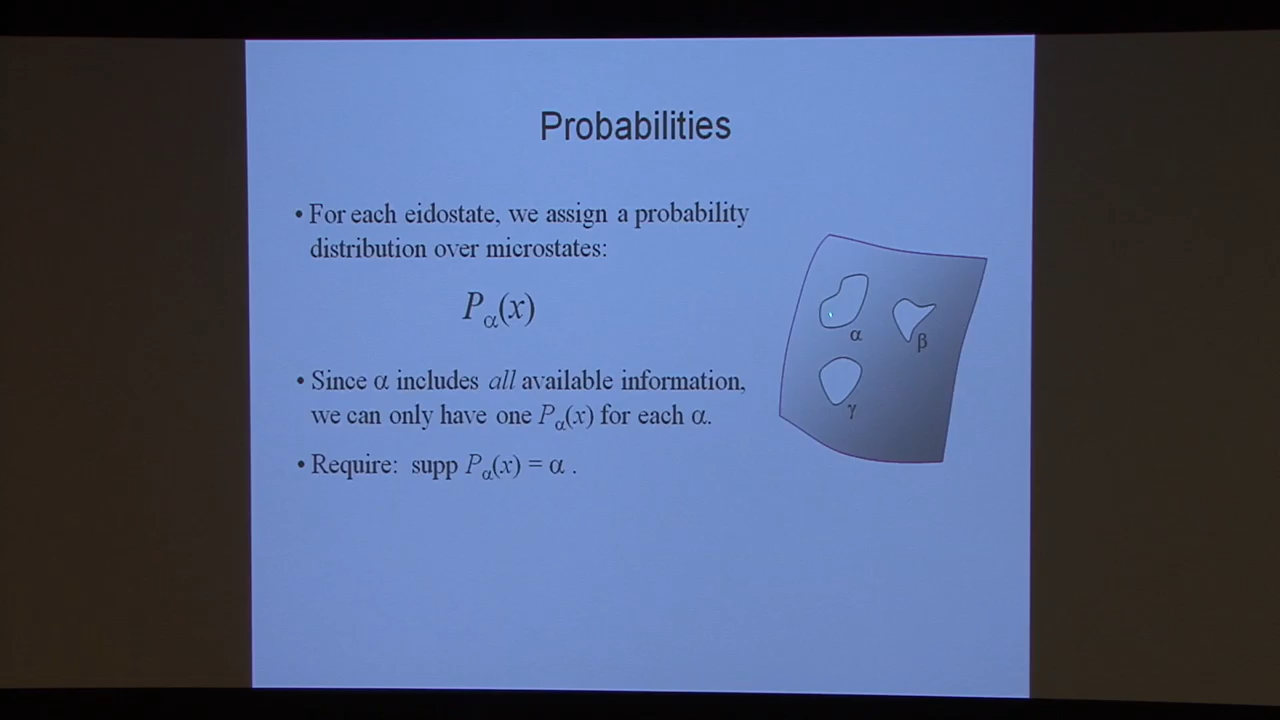 Probabilities
• For each eidostate, we assign a probability
distribution over microstates:
Pα(x)
• Since α includes all available information,
we can only have one Pα(x) for each α.
• Require: supp Pα(x) = α .
α
β
γ